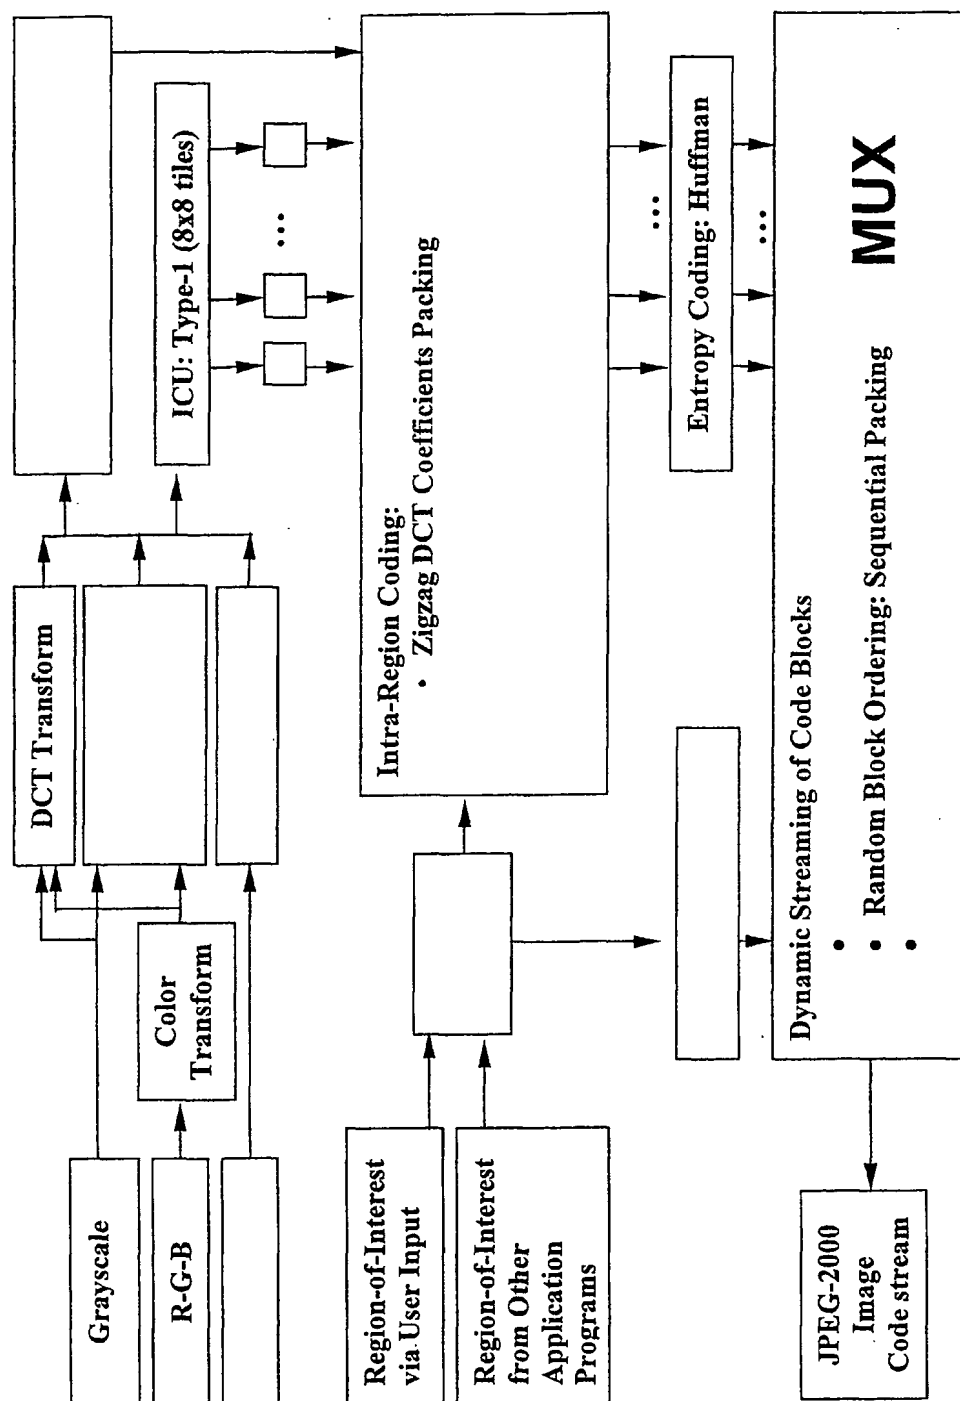 Grayscale
R-G-B
Color
Transform
DCT Transform
ICU: Type-1 (8x8 tiles)
...
Region-of-Interest
via User Input
Region-of-Interest
from Other
Application
Programs
Intra-Region Coding:
• Zigzag DCT Coefficients Packing
...
Entropy Coding: Huffman
...
Dynamic Streaming of Code Blocks
•
• Random Block Ordering: Sequential Packing
•
MUX
JPEG-2000
Image
Code stream